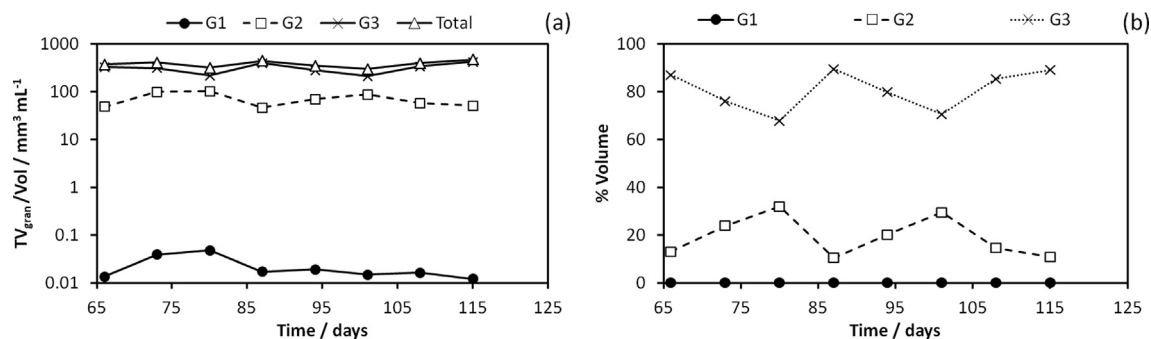 G1 G2 G3 Total (a)
1000
100
10
1
0.1
0.01
TVgran /Vol / mm³ mL⁻¹
65 75 85 95 105 115 125
Time / days
G1 G2 G3 (b)
100
80
60
40
20
0
% Volume
65 75 85 95 105 115 125
Time / days